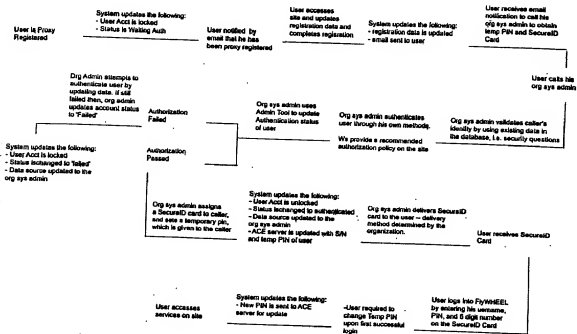 User is Proxy
Registered
System updates the following:
- User Acct is locked
- Status is Waiting Auth
User notified by
email that he has
been proxy registered
User accesses
site and updates
registration data and
completes registration
System updates the following:
- registration data is updated
- email sent to user
User receives email
notification to call his
org sys admin to obtain
temp PIN and SecureID
Card
User calls his
org sys admin
Org sys admin validates caller's
identity by using existing data in
the database, i.e. security questions
Org sys admin authenticates
user through his own methods.
We provide a recommended
authorization policy on the site
Org sys admin uses
Admin Tool to update
Authentication status
of user
Authorization
Failed
Authorization
Passed
Org Admin attempts to
authenticate user by
updating data. If still
failed then, org admin
updates account status
to 'Failed'
System updates the following:
- User Acct is locked
- Status ischanged to 'failed'
- Data source updated to the
org sys admin
Org sys admin assigns
a SecureID card to caller,
and sets a temporary pin,
which is given to the caller
System updates the following:
- User Acct is unlocked
- Status ischanged to authenticated
- Data source updated to the
org sys admin
- ACE server is updated with S/N
and temp PIN of user
Org sys admin delivers SecureID
card to the user -- delivery
method determined by the
organization.
User receives SecureID
Card
User logs into FlyWHEEL
by entering his username,
PIN, and 6 digit number
on the SecureID Card
-User required to
change Temp PIN
upon first successful
login
System updates the following:
- New PIN is sent to ACE
server for update
User accesses
services on site